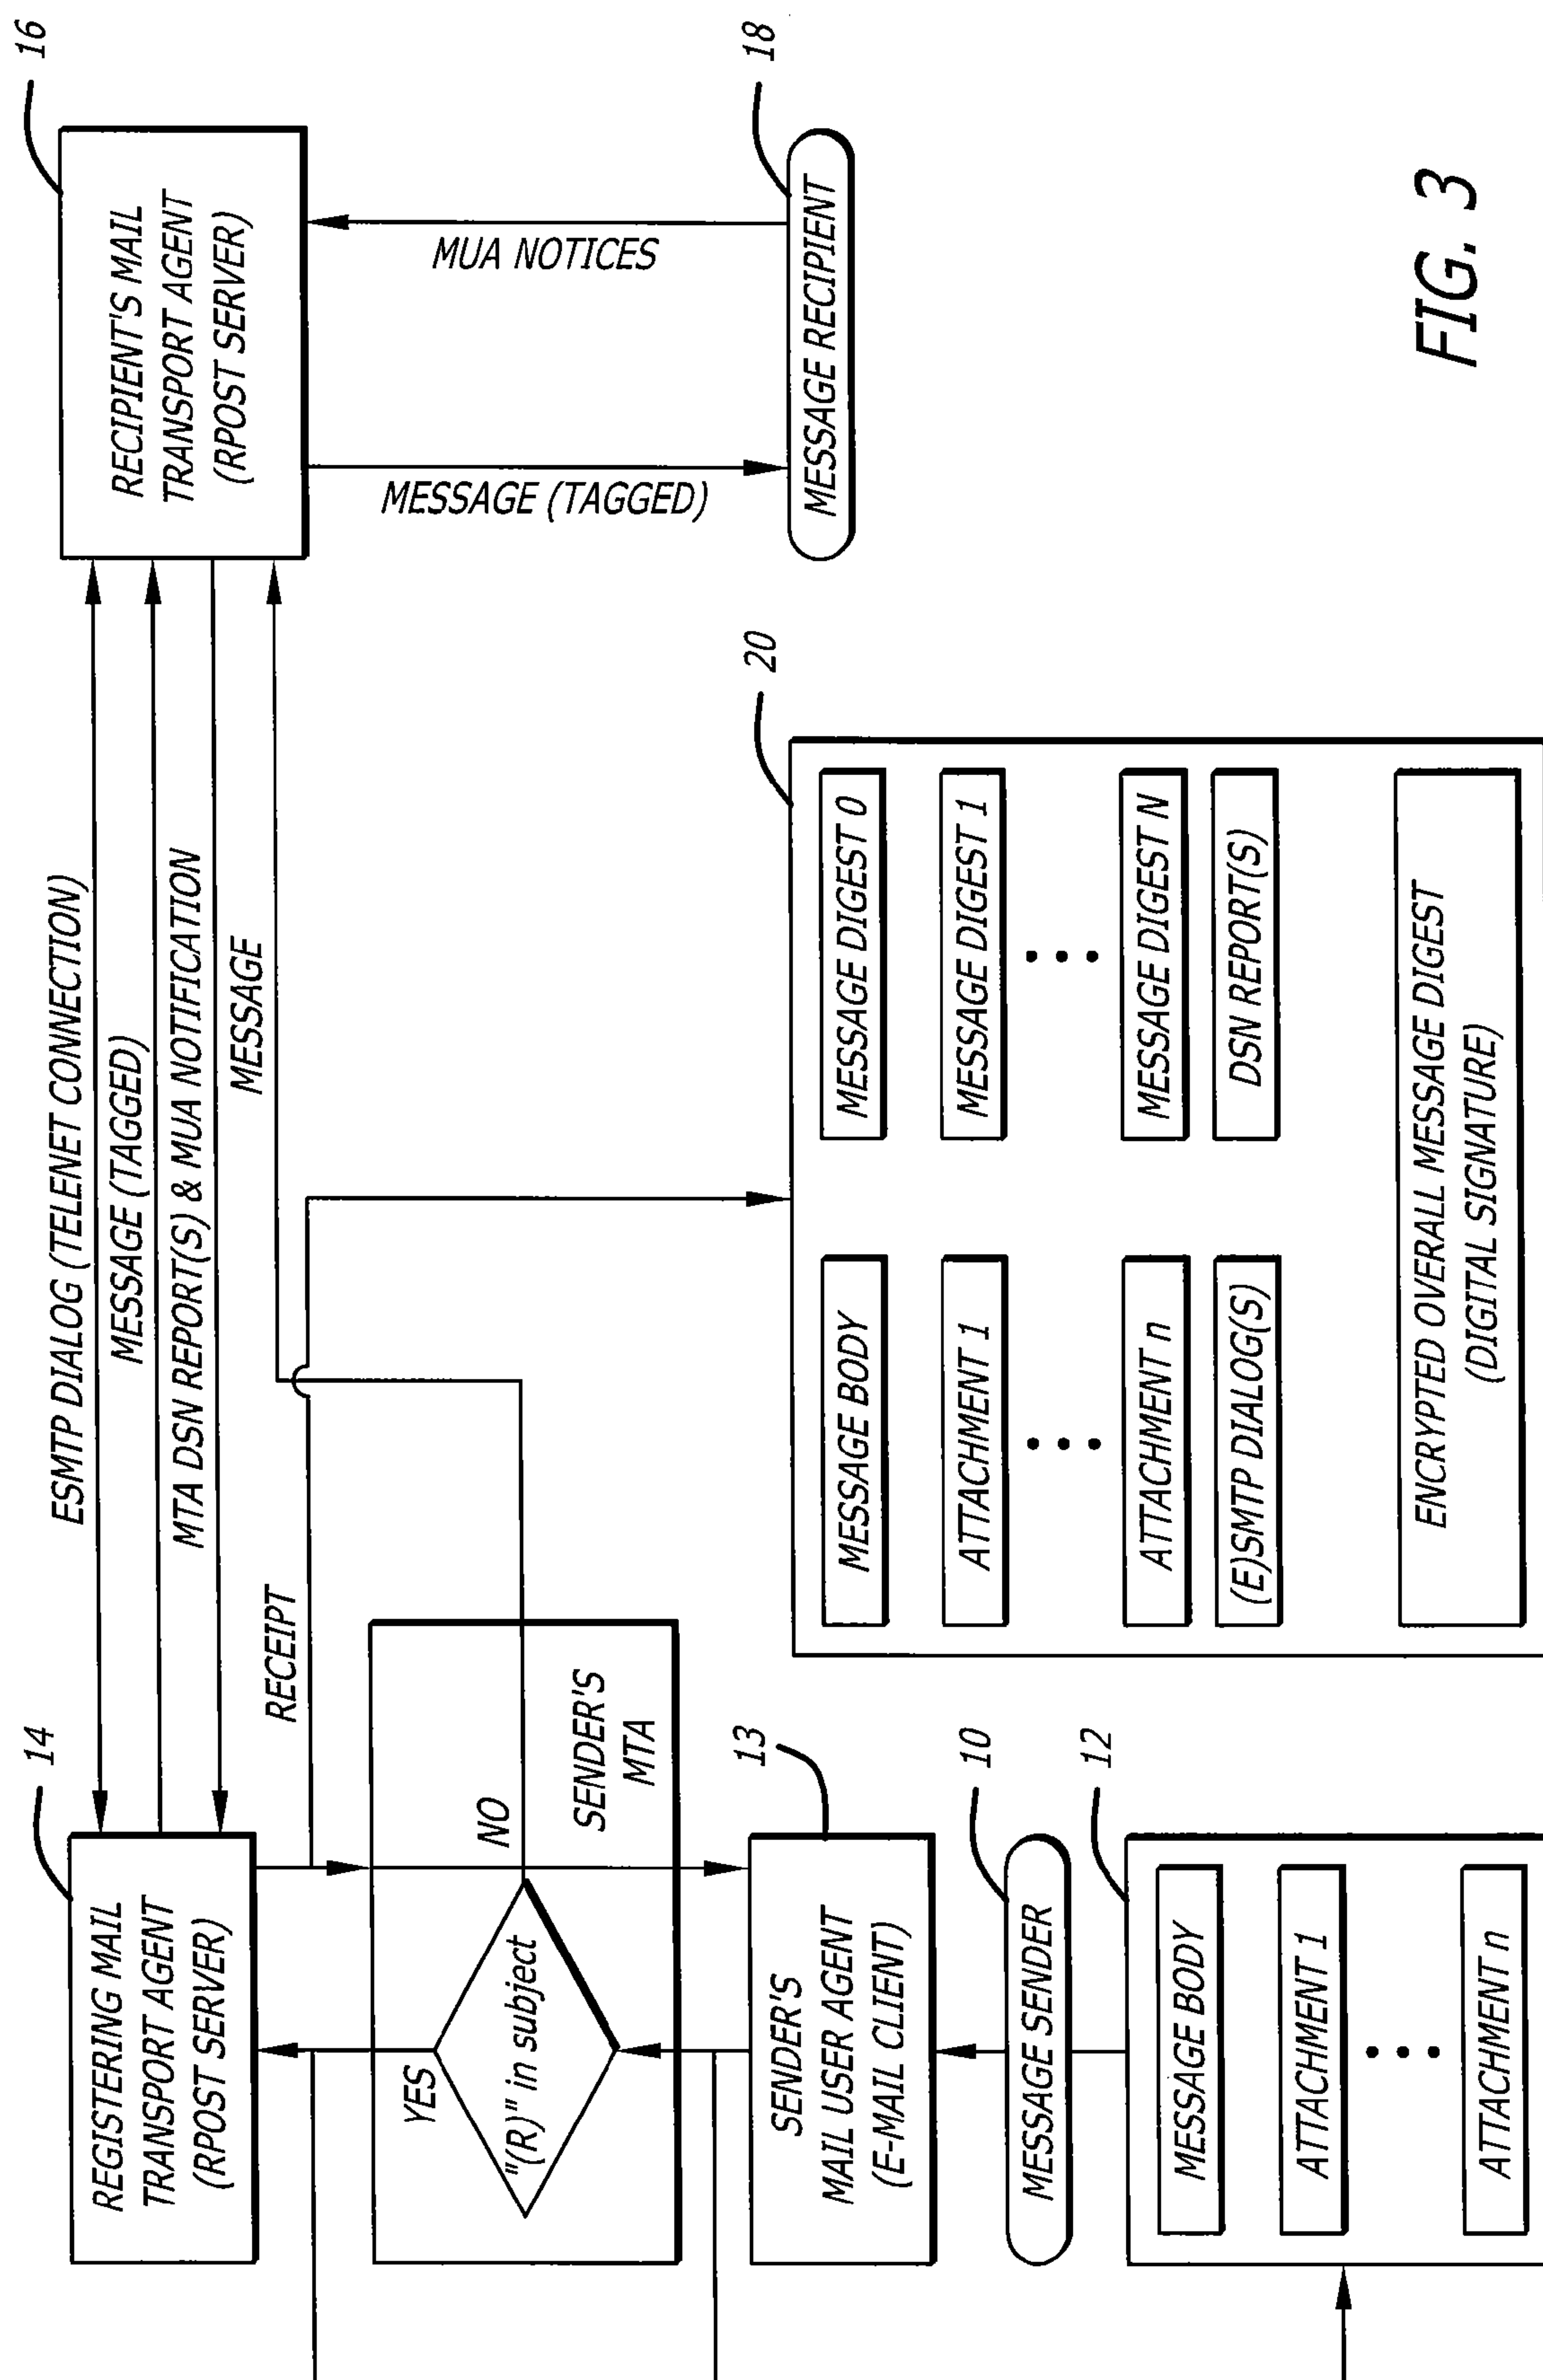 14
REGISTERING MAIL
TRANSPORT AGENT
(RPOST SERVER)
ESMTP DIALOG (TELENET CONNECTION)
MESSAGE (TAGGED)
MTA DSN REPORT(S) & MUA NOTIFICATION
MESSAGE
16
RECIPIENT'S MAIL
TRANSPORT AGENT
(RPOST SERVER)
RECEIPT
YES
NO
"(R)" in subject
SENDER'S
MTA
MESSAGE (TAGGED)
MUA NOTICES
13
SENDER'S
MAIL USER AGENT
(E-MAIL CLIENT)
10
MESSAGE SENDER
12
MESSAGE BODY
ATTACHMENT 1
ATTACHMENT n
18
MESSAGE RECIPIENT
20
MESSAGE BODY
MESSAGE DIGEST 0
ATTACHMENT 1
MESSAGE DIGEST 1
ATTACHMENT n
MESSAGE DIGEST N
(E)SMTP DIALOG(S)
DSN REPORT(S)
ENCRYPTED OVERALL MESSAGE DIGEST
(DIGITAL SIGNATURE)
FIG. 3